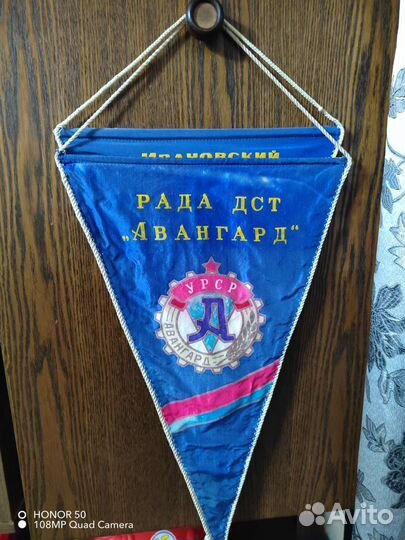 ИВАНОВСКИЙ
РАДА ДСТ
„АВАНГАРД“
УРСР
А
АВАНГАРД
HONOR 50
108MP Quad Camera
Avito